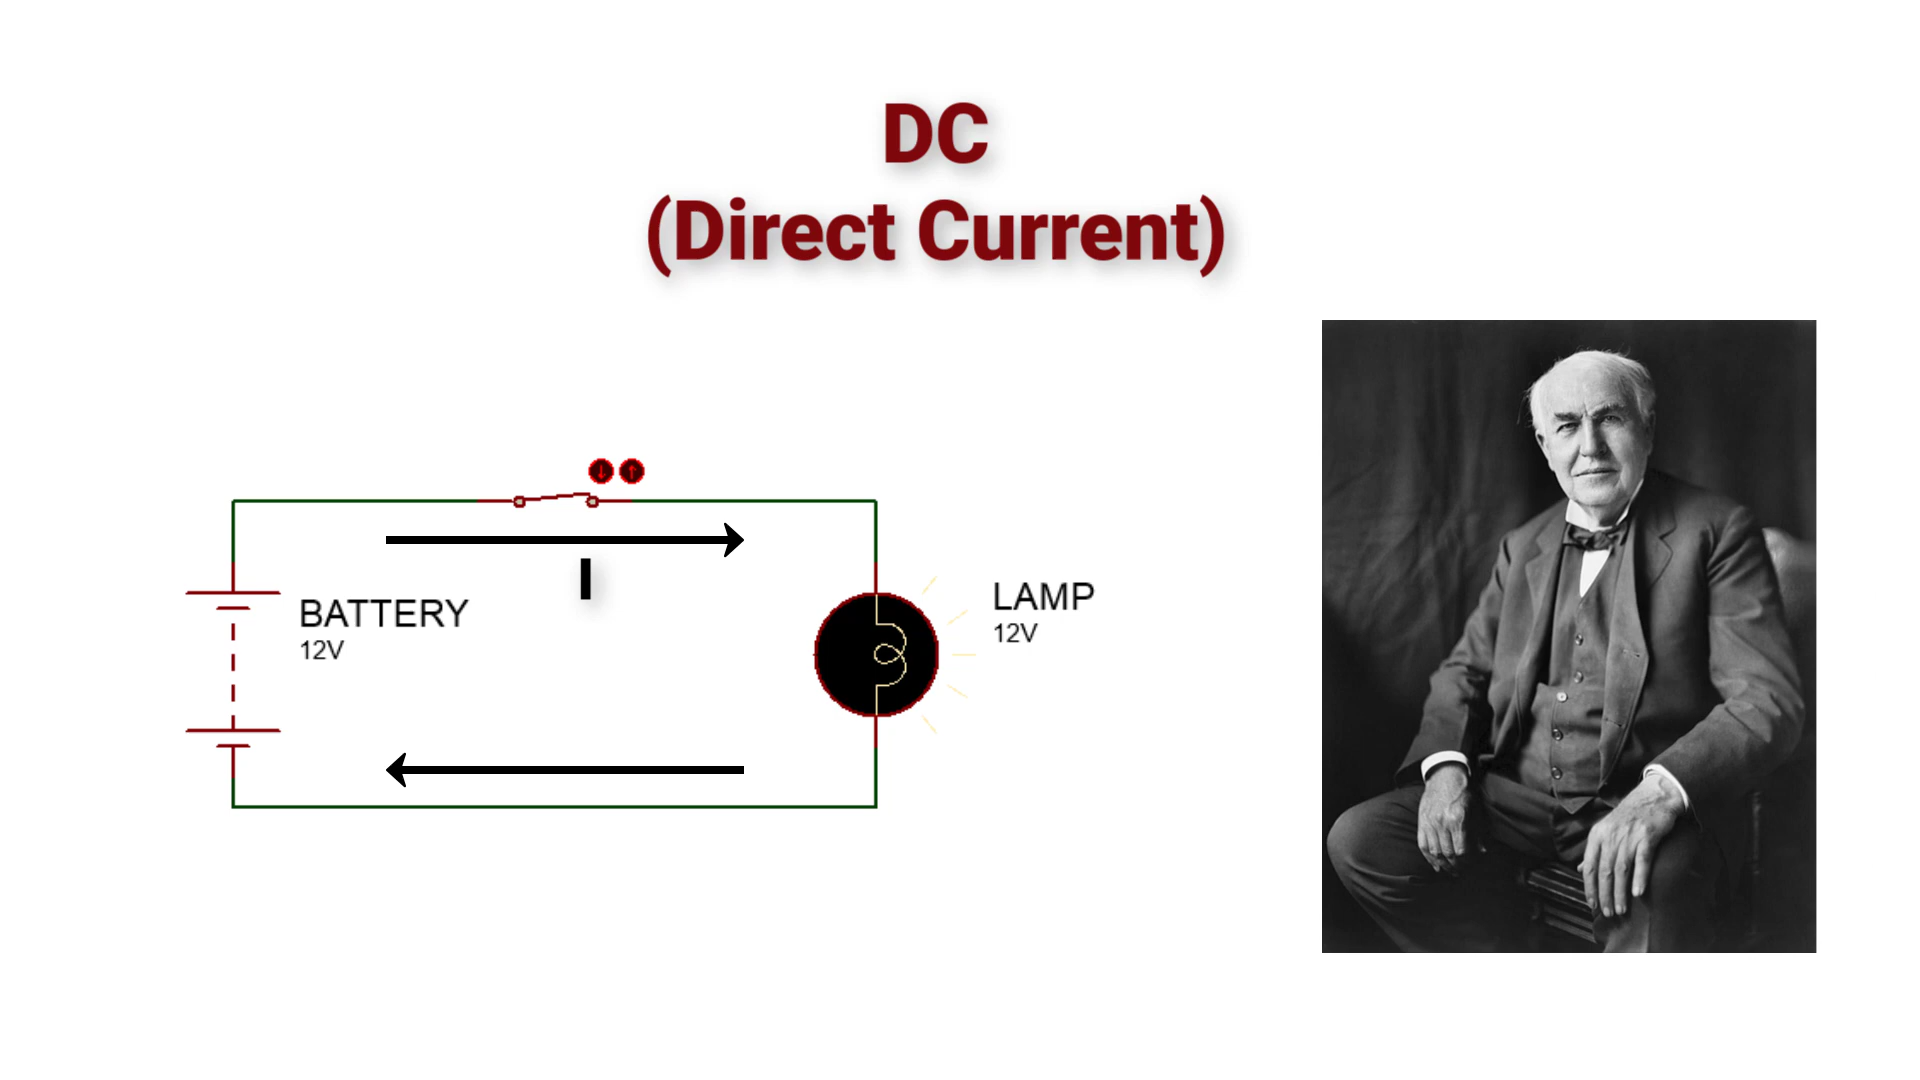 DC
(Direct Current)
I
BATTERY
12V
LAMP
12V